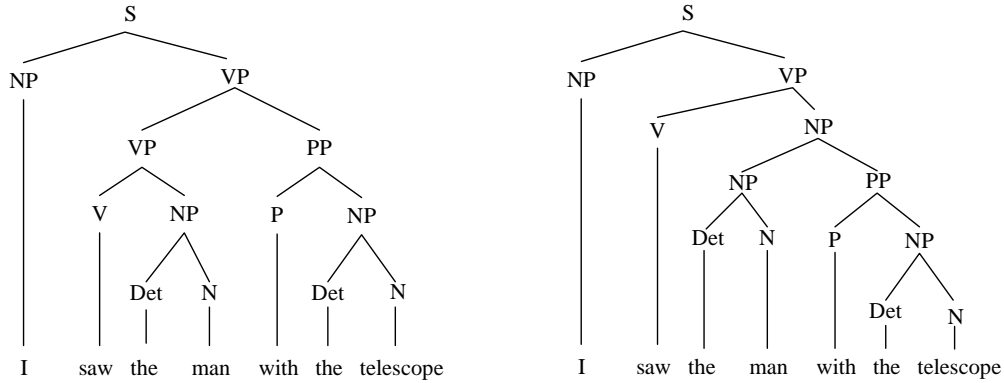 S S
NP VP NP VP
V NP
VP PP
NP PP
V NP P NP
Det N P NP
Det N Det N
Det N
I saw the man with the telescope I saw the man with the telescope